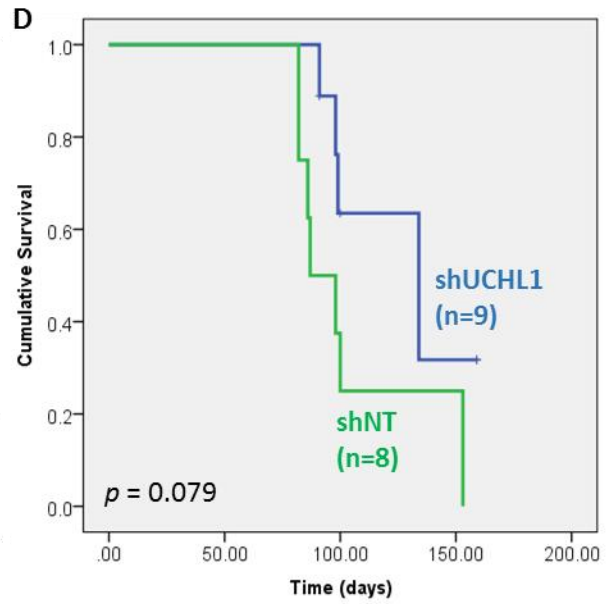 D
Cumulative Survival
1.0
0.8
0.6
0.4
0.2
0.0
shUCHL1
(n=9)
shNT
(n=8)
p = 0.079
.00 50.00 100.00 150.00 200.00
Time (days)